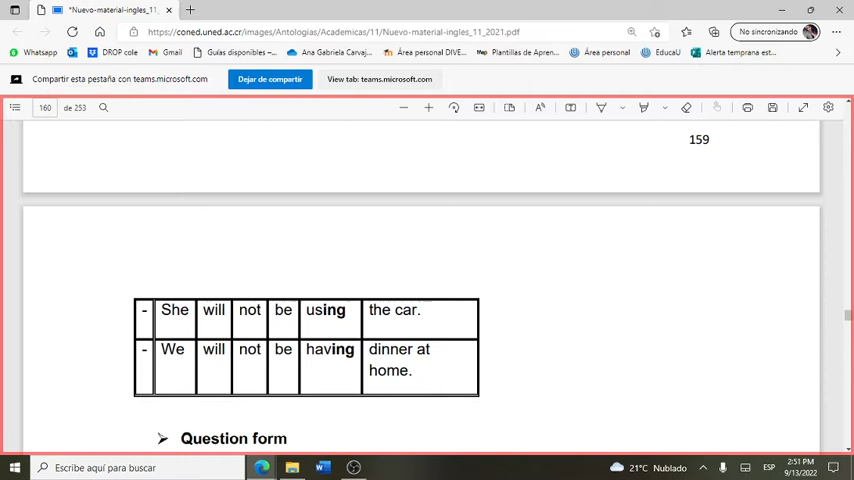 *Nuevo-material-ingles_11_
https://coned.uned.ac.cr/images/Antologias/Academicas/11/Nuevo-material-ingles_11_2021.pdf
No sincronizando
Whatsapp DROP cole Gmail Guías disponibles –... Ana Gabriela Carvaj... Área personal DIVE... Plantillas de Apren... Área personal EducaU Alerta temprana est...
Compartir esta pestaña con teams.microsoft.com Dejar de compartir View tab: teams.microsoft.com
160 de 253
159
- She will not be using the car.
- We will not be having dinner at
home.
➢ Question form
Escribe aquí para buscar
21°C Nublado ESP 2:51 PM
9/13/2022